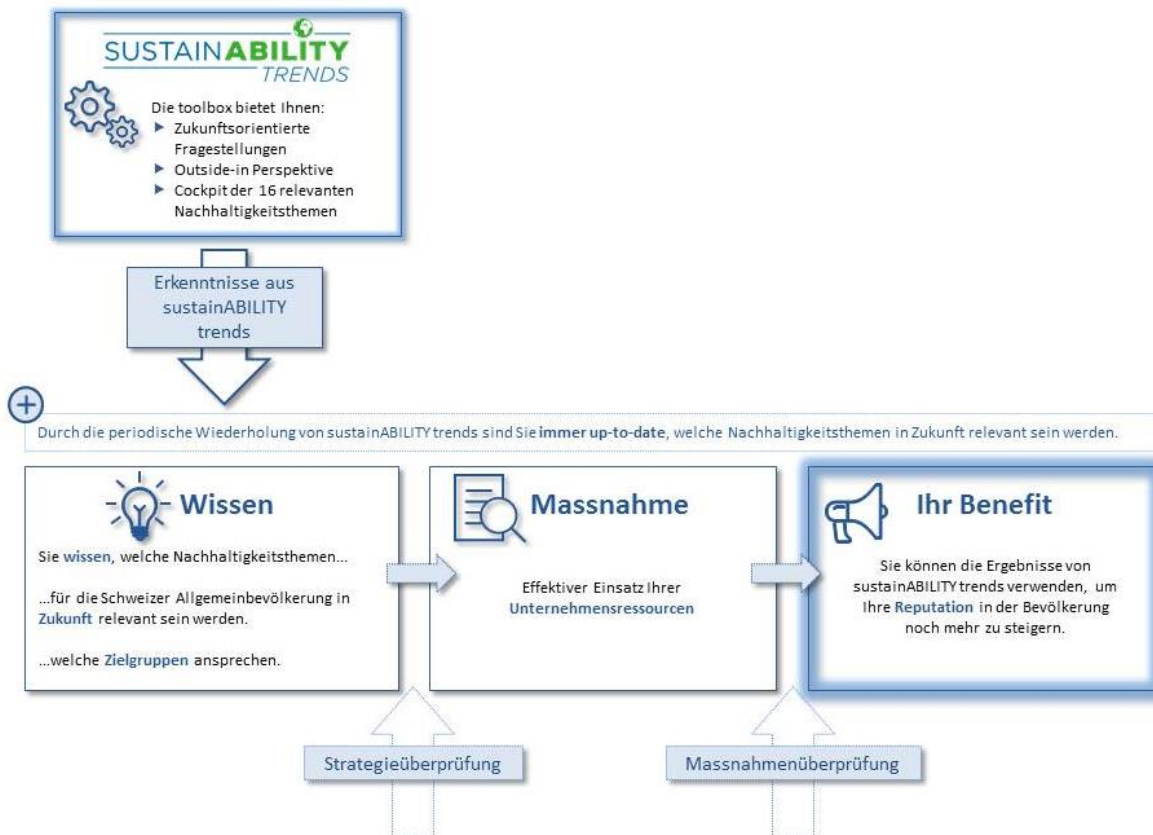 SUSTAINABILITY
TRENDS
Die toolbox bietet Ihnen:
Zukunftsorientierte
Fragestellungen
Outside-in Perspektive
Cockpit der 16 relevanten
Nachhaltigkeitsthemen
Erkenntnisse aus
sustainABILITY
trends
Durch die periodische Wiederholung von sustainABILITY trends sind Sie immer up-to-date, welche Nachhaltigkeitsthemen in Zukunft relevant sein werden.
Wissen
Sie wissen, welche Nachhaltigkeitsthemen...
...für die Schweizer Allgemeinbevölkerung in
Zukunft relevant sein werden.
...welche Zielgruppen ansprechen.
Massnahme
Effektiver Einsatz Ihrer
Unternehmensressourcen
Ihr Benefit
Sie können die Ergebnisse von
sustainABILITY trends verwenden, um
Ihre Reputation in der Bevölkerung
noch mehr zu steigern.
Strategieüberprüfung
Massnahmenüberprüfung